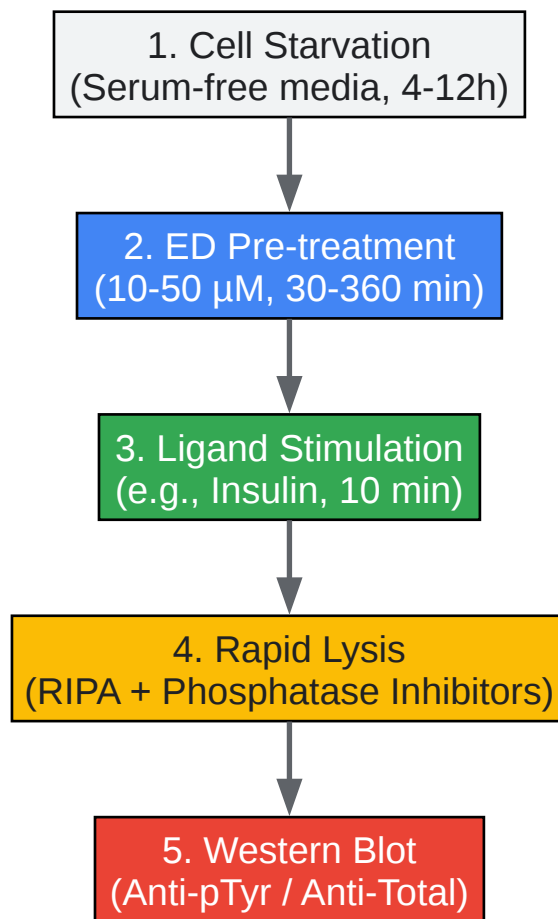 1. Cell Starvation
(Serum-free media, 4-12h)
2. ED Pre-treatment
(10-50 µM, 30-360 min)
3. Ligand Stimulation
(e.g., Insulin, 10 min)
4. Rapid Lysis
(RIPA + Phosphatase Inhibitors)
5. Western Blot
(Anti-pTyr / Anti-Total)